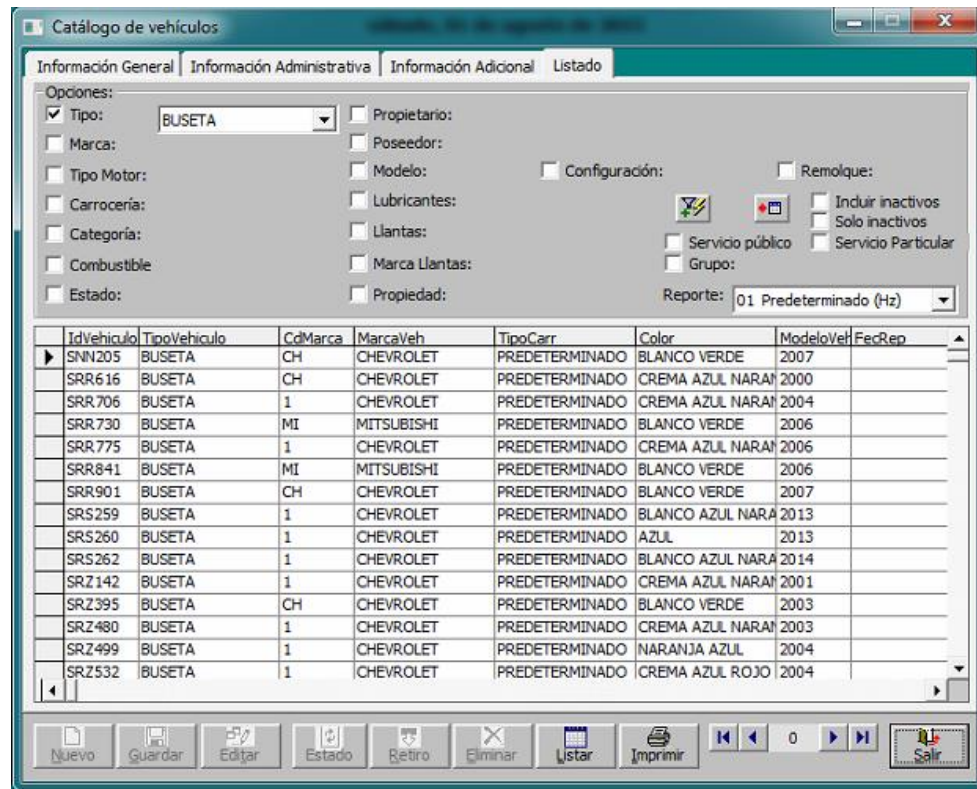 Catálogo de vehículos
Información General Información Administrativa Información Adicional Listado
Opciones:
Tipo: BUSETA Propietario:
Marca: Poseedor:
Tipo Motor: Modelo: Configuración: Remolque:
Carrocería: Lubricantes: Incluir inactivos
Solo inactivos
Categoría: Llantas: Servicio público Servicio Particular
Combustible Marca Llantas: Grupo:
Estado: Propiedad: Reporte: 01 Predeterminado (Hz)
IdVehiculo TipoVehiculo CdMarca MarcaVeh TipoCarr Color ModeloVeh FecRep
SNN205 BUSETA CH CHEVROLET PREDETERMINADO BLANCO VERDE 2007
SRR616 BUSETA CH CHEVROLET PREDETERMINADO CREMA AZUL NARAN 2000
SRR706 BUSETA 1 CHEVROLET PREDETERMINADO CREMA AZUL NARAN 2004
SRR730 BUSETA MI MITSUBISHI PREDETERMINADO BLANCO VERDE 2006
SRR775 BUSETA 1 CHEVROLET PREDETERMINADO CREMA AZUL NARAN 2006
SRR841 BUSETA MI MITSUBISHI PREDETERMINADO BLANCO VERDE 2006
SRR901 BUSETA CH CHEVROLET PREDETERMINADO BLANCO VERDE 2007
SRS259 BUSETA 1 CHEVROLET PREDETERMINADO BLANCO AZUL NARA 2013
SRS260 BUSETA 1 CHEVROLET PREDETERMINADO AZUL 2013
SRS262 BUSETA 1 CHEVROLET PREDETERMINADO BLANCO AZUL NARA 2014
SRZ142 BUSETA 1 CHEVROLET PREDETERMINADO CREMA AZUL NARAN 2001
SRZ395 BUSETA CH CHEVROLET PREDETERMINADO BLANCO VERDE 2003
SRZ480 BUSETA 1 CHEVROLET PREDETERMINADO CREMA AZUL NARAN 2003
SRZ499 BUSETA 1 CHEVROLET PREDETERMINADO NARANJA AZUL 2004
SRZ532 BUSETA 1 CHEVROLET PREDETERMINADO CREMA AZUL ROJO 2004
Nuevo Guardar Editar Estado Retiro Eliminar Listar Imprimir 0 Salir